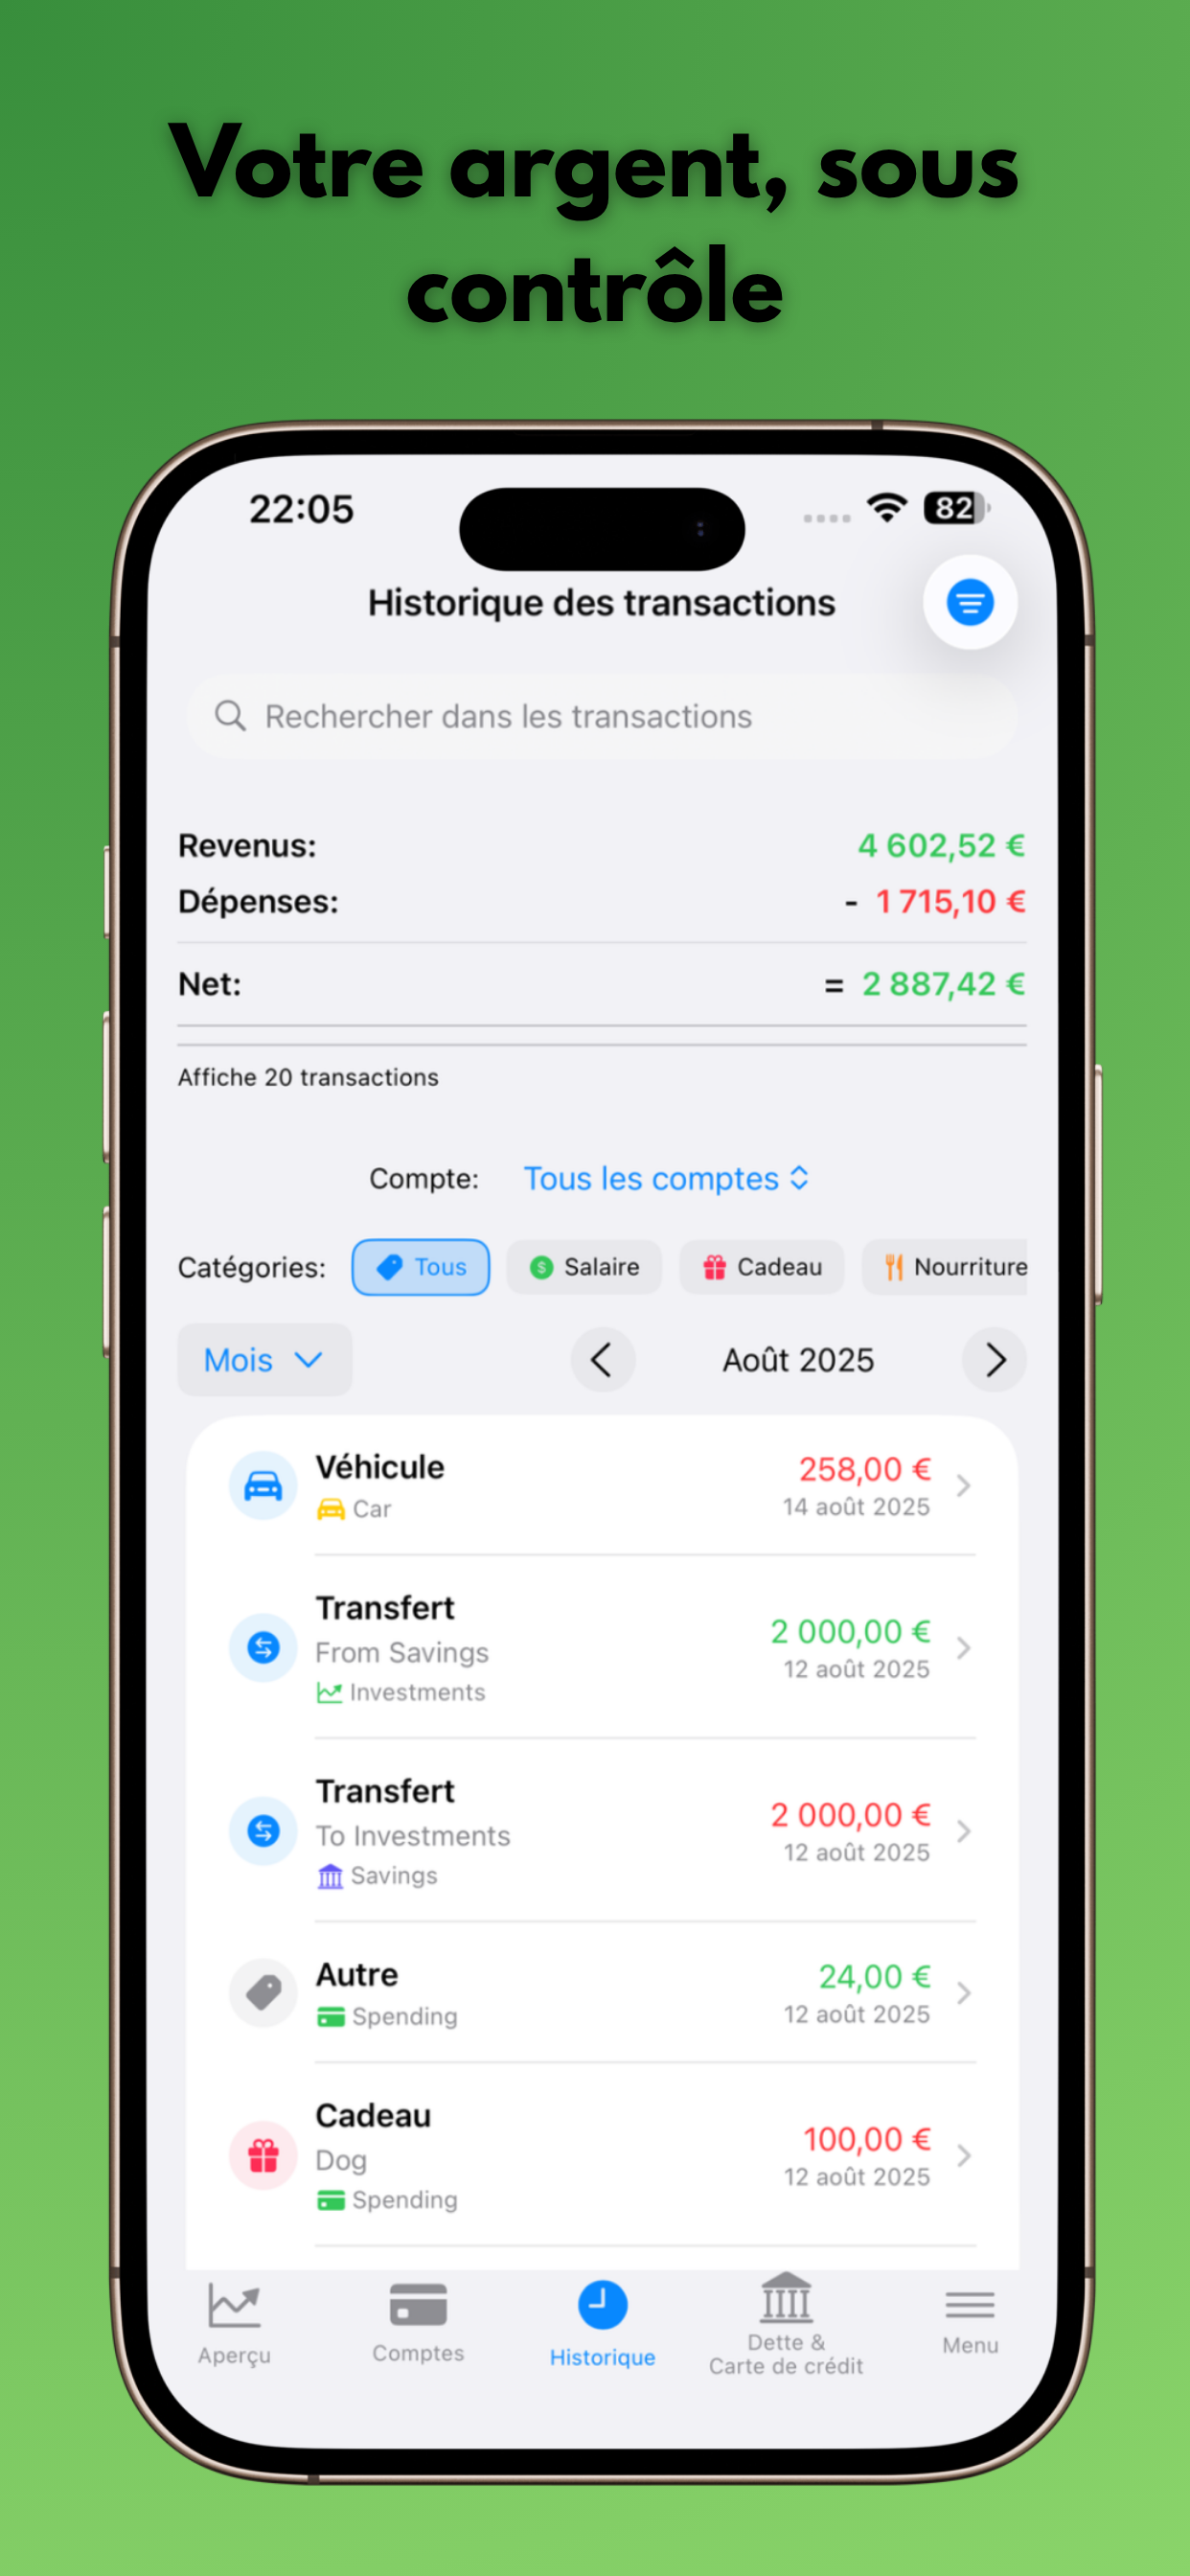 Votre argent, sous
contrôle
22:05
82
Historique des transactions
Rechercher dans les transactions
Revenus: 4 602,52 €
Dépenses: - 1 715,10 €
Net: = 2 887,42 €
Affiche 20 transactions
Compte: Tous les comptes
Catégories: Tous Salaire Cadeau Nourriture
Mois Août 2025
Véhicule 258,00 €
Car 14 août 2025
Transfert
From Savings 2 000,00 €
Investments 12 août 2025
Transfert
To Investments 2 000,00 €
Savings 12 août 2025
Autre 24,00 €
Spending 12 août 2025
Cadeau
Dog 100,00 €
Spending 12 août 2025
Aperçu Comptes Historique Dette &
Carte de crédit Menu